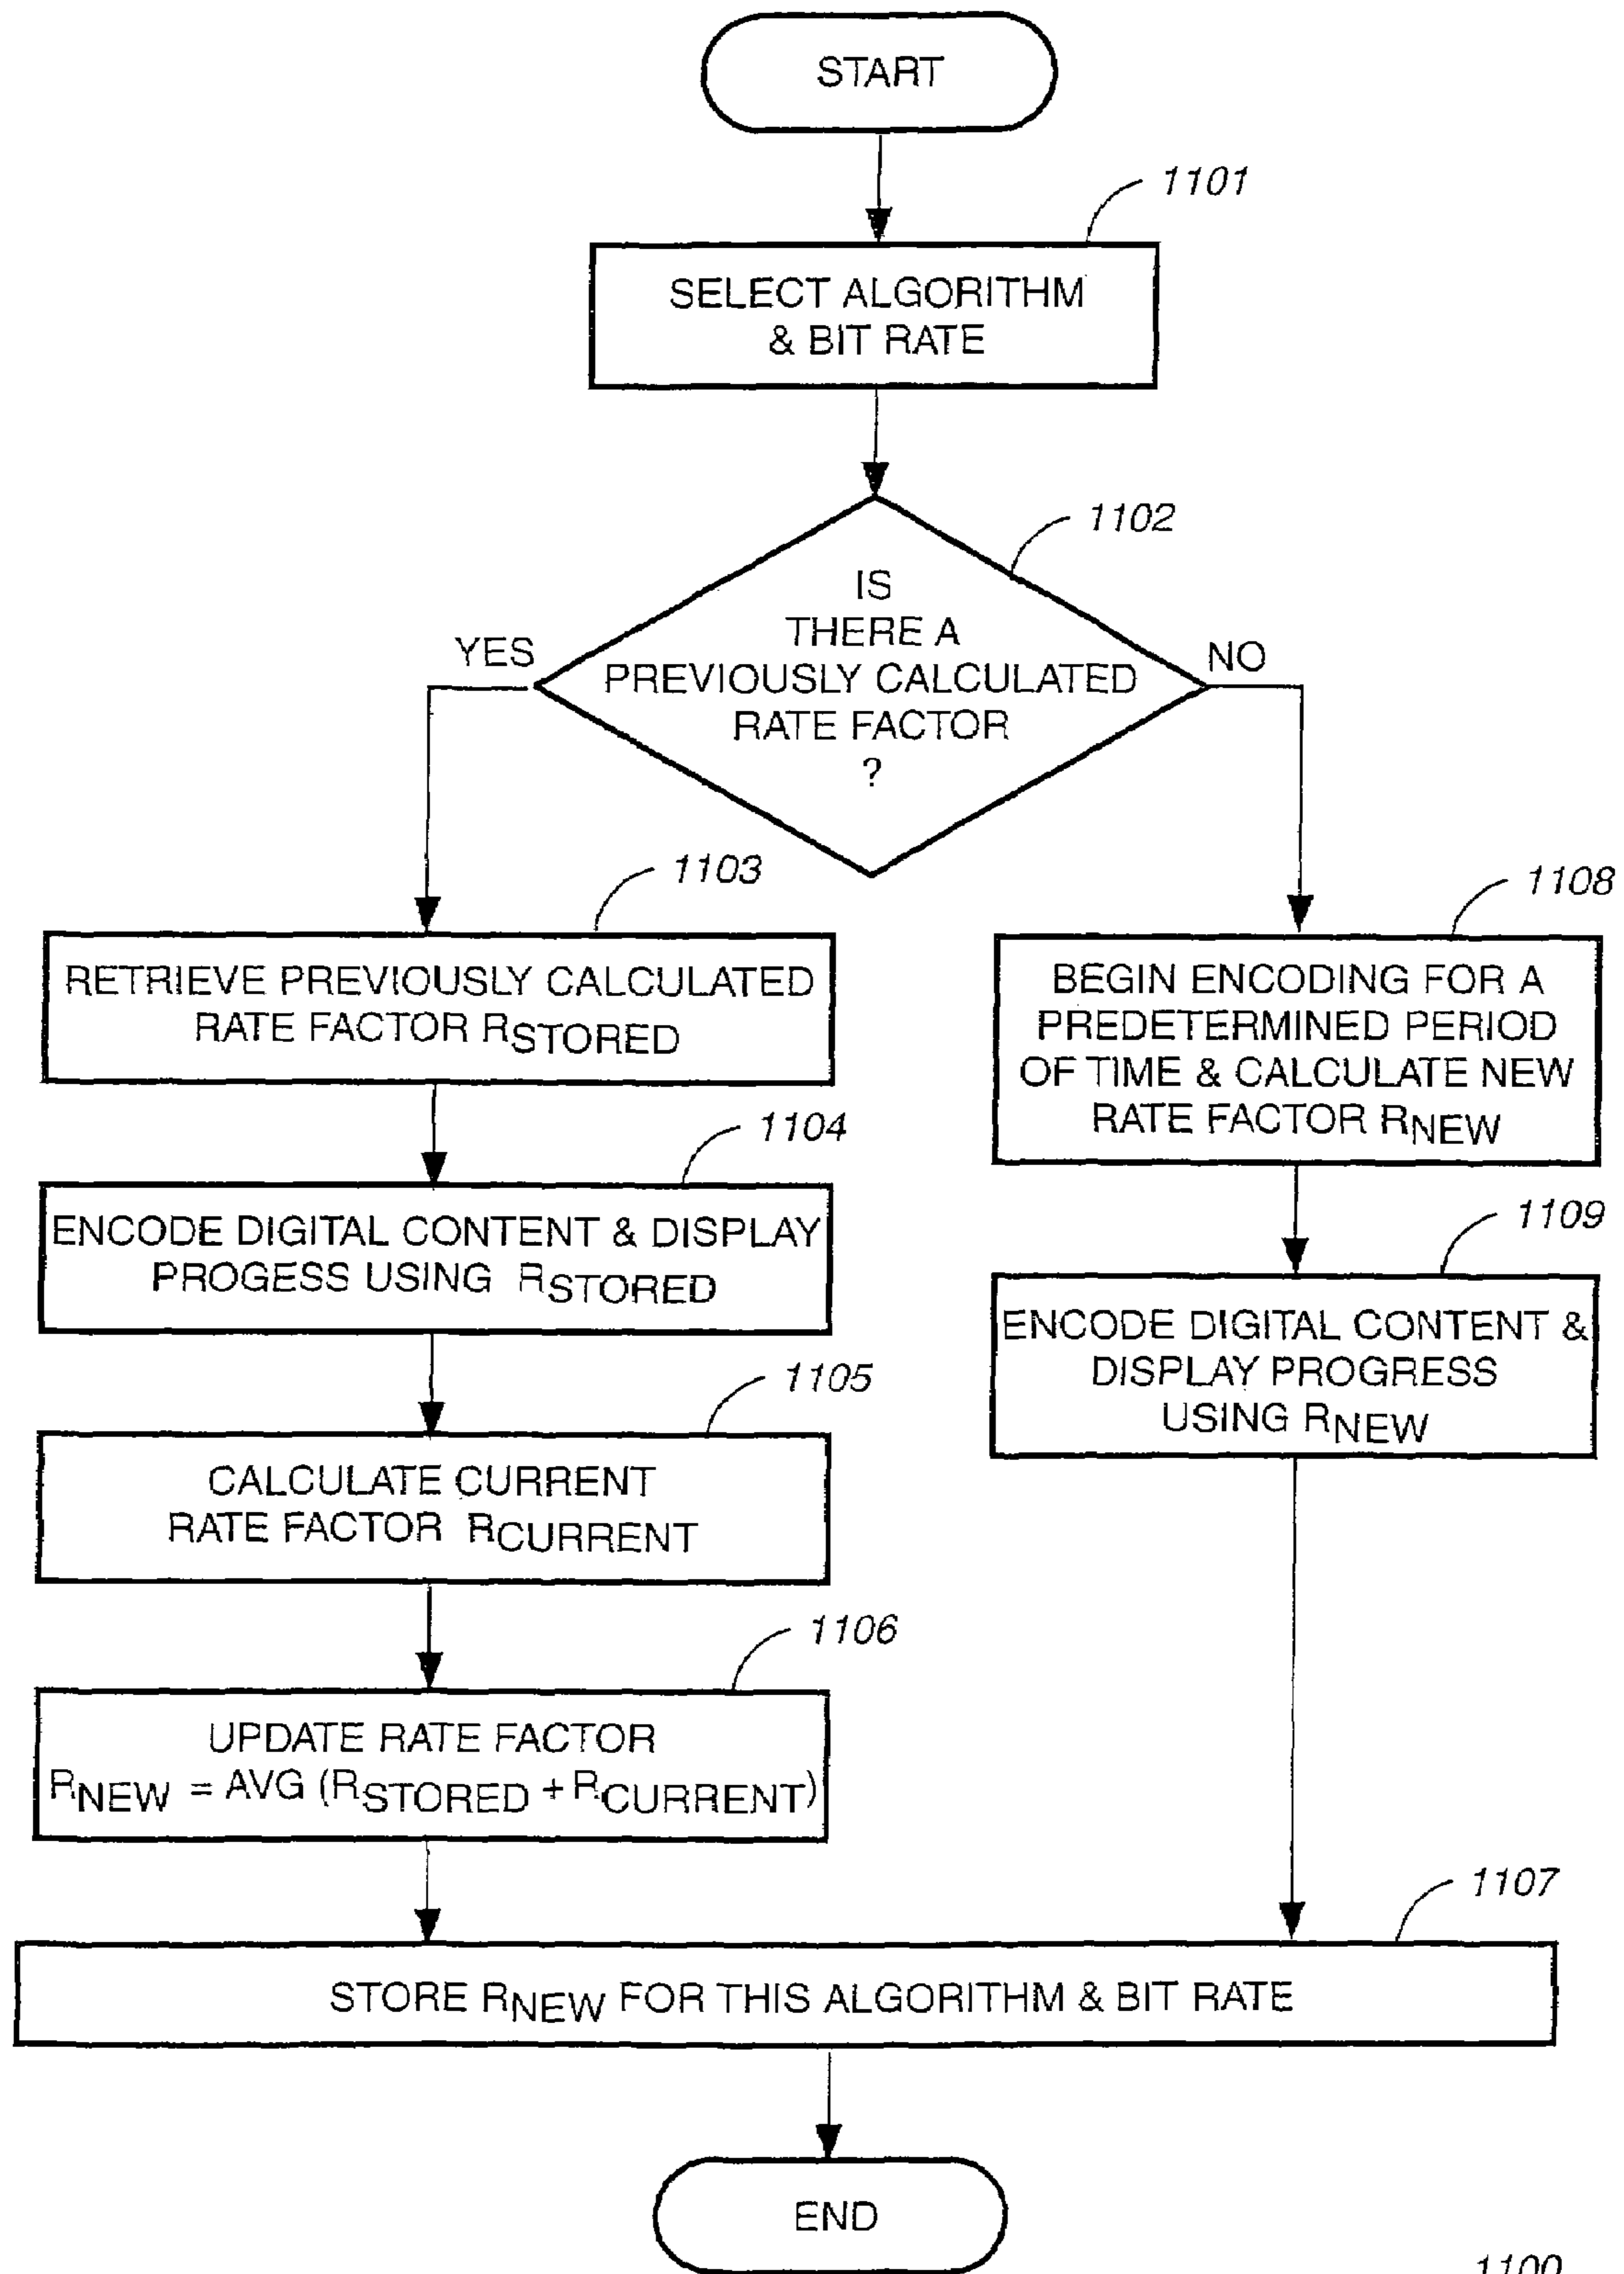 START
1101
SELECT ALGORITHM
& BIT RATE
1102
IS
THERE A
PREVIOUSLY CALCULATED
RATE FACTOR
?
YES
NO
1103
RETRIEVE PREVIOUSLY CALCULATED
RATE FACTOR RSTORED
1104
ENCODE DIGITAL CONTENT & DISPLAY
PROGESS USING RSTORED
1105
CALCULATE CURRENT
RATE FACTOR RCURRENT
1106
UPDATE RATE FACTOR
RNEW = AVG (RSTORED + RCURRENT)
1108
BEGIN ENCODING FOR A
PREDETERMINED PERIOD
OF TIME & CALCULATE NEW
RATE FACTOR RNEW
1109
ENCODE DIGITAL CONTENT &
DISPLAY PROGRESS
USING RNEW
1107
STORE RNEW FOR THIS ALGORITHM & BIT RATE
END
1100